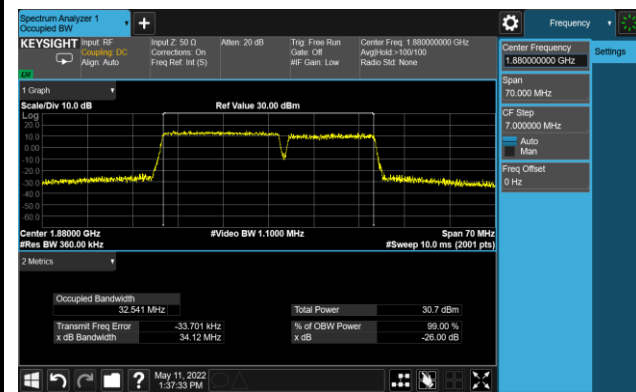 Spectrum Analyzer 1
Occupied BW
Frequency
KEYSIGHT
Input: RF
Coupling: DC
Align: Auto
Input Z: 50 Ω
Corrections: On
Freq Ref: Int (S)
Atten: 20 dB
Trig: Free Run
Gate: Off
#IF Gain: Low
Center Freq: 1.880000000 GHz
Avg|Hold:>100/100
Radio Std: None
Center Frequency
1.880000000 GHz
Settings
Span
70.000 MHz
CF Step
7.000000 MHz
Auto
Man
Freq Offset
0 Hz
1 Graph
Scale/Div 10.0 dB
Ref Value 30.00 dBm
Log
20.0
10.0
0.00
-10.0
-20.0
-30.0
-40.0
-50.0
-60.0
Center 1.88000 GHz
#Video BW 1.1000 MHz
Span 70 MHz
#Res BW 360.00 kHz
#Sweep 10.0 ms (2001 pts)
2 Metrics
Occupied Bandwidth
32.541 MHz
Total Power 30.7 dBm
Transmit Freq Error -33.701 kHz
% of OBW Power 99.00 %
x dB Bandwidth 34.12 MHz
x dB -26.00 dB
?
May 11, 2022
1:37:33 PM